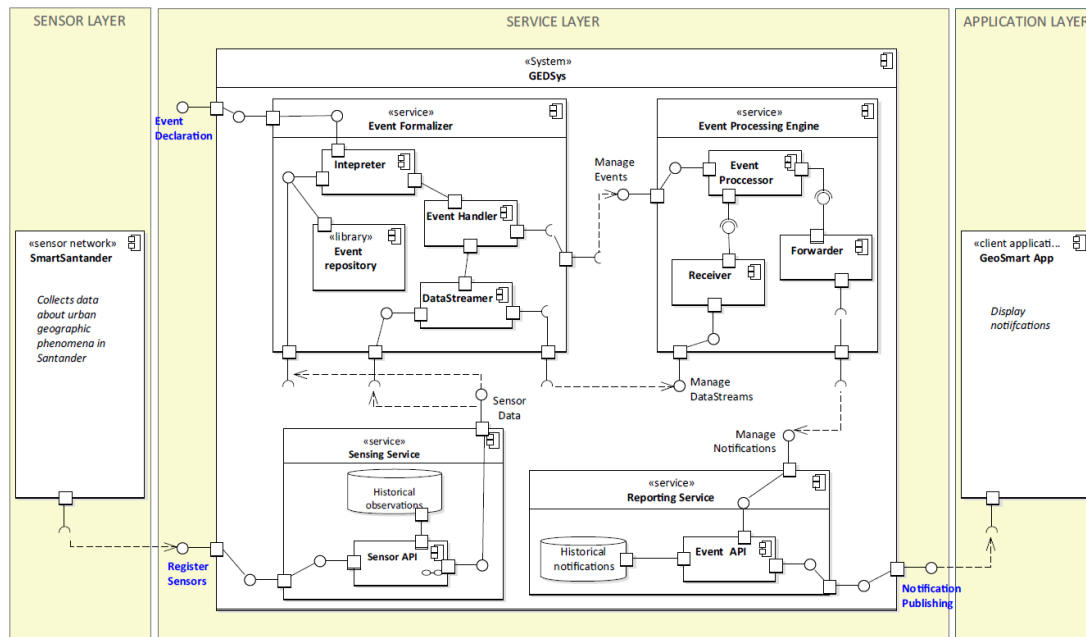 SENSOR LAYER
SERVICE LAYER
APPLICATION LAYER
«System»
GEDSys
Event
Declaration
«service»
Event Formalizer
Intepreter
Event Handler
«library»
Event
repository
DataStreamer
Manage
Events
«service»
Event Processing Engine
Event
Proccessor
Receiver
Forwarder
«sensor network»
SmartSantander
Collects data
about urban
geographic
phenomena in
Santander
«client applicati...
GeoSmart App
Display
notiifcations
Sensor
Data
Manage
DataStreams
Manage
Notifications
«service»
Sensing Service
Historical
observations
Sensor API
«service»
Reporting Service
Historical
notifications
Event API
Register
Sensors
Notification
Publishing